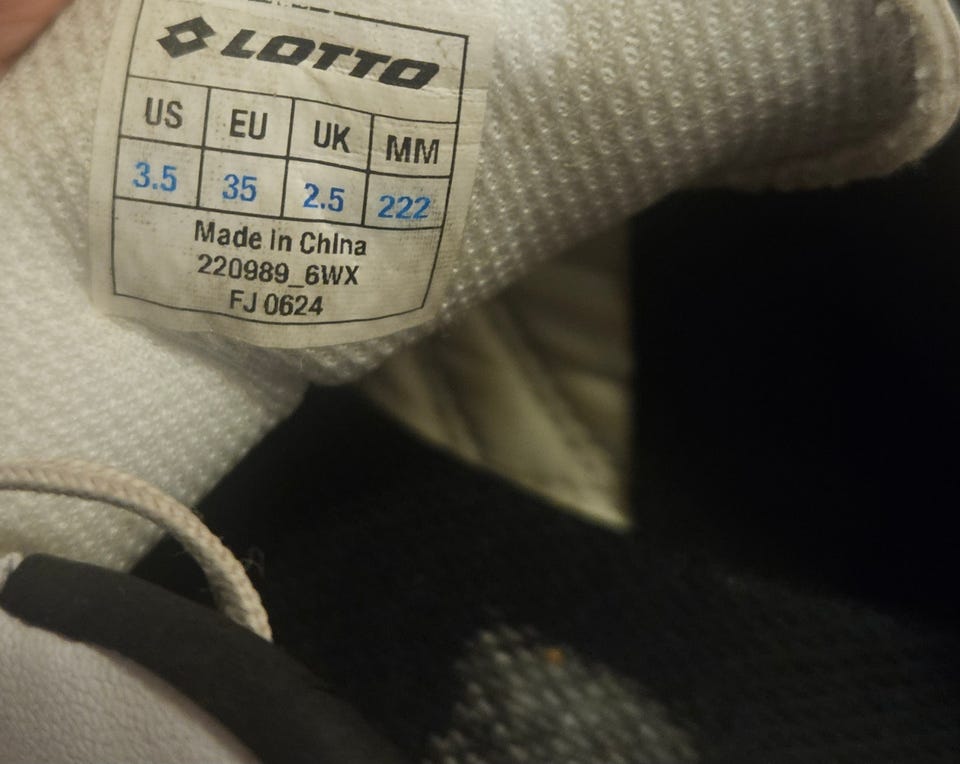 LOTTO
US EU UK MM
3.5 35 2.5 222
Made in China
220989_6WX
FJ 0624